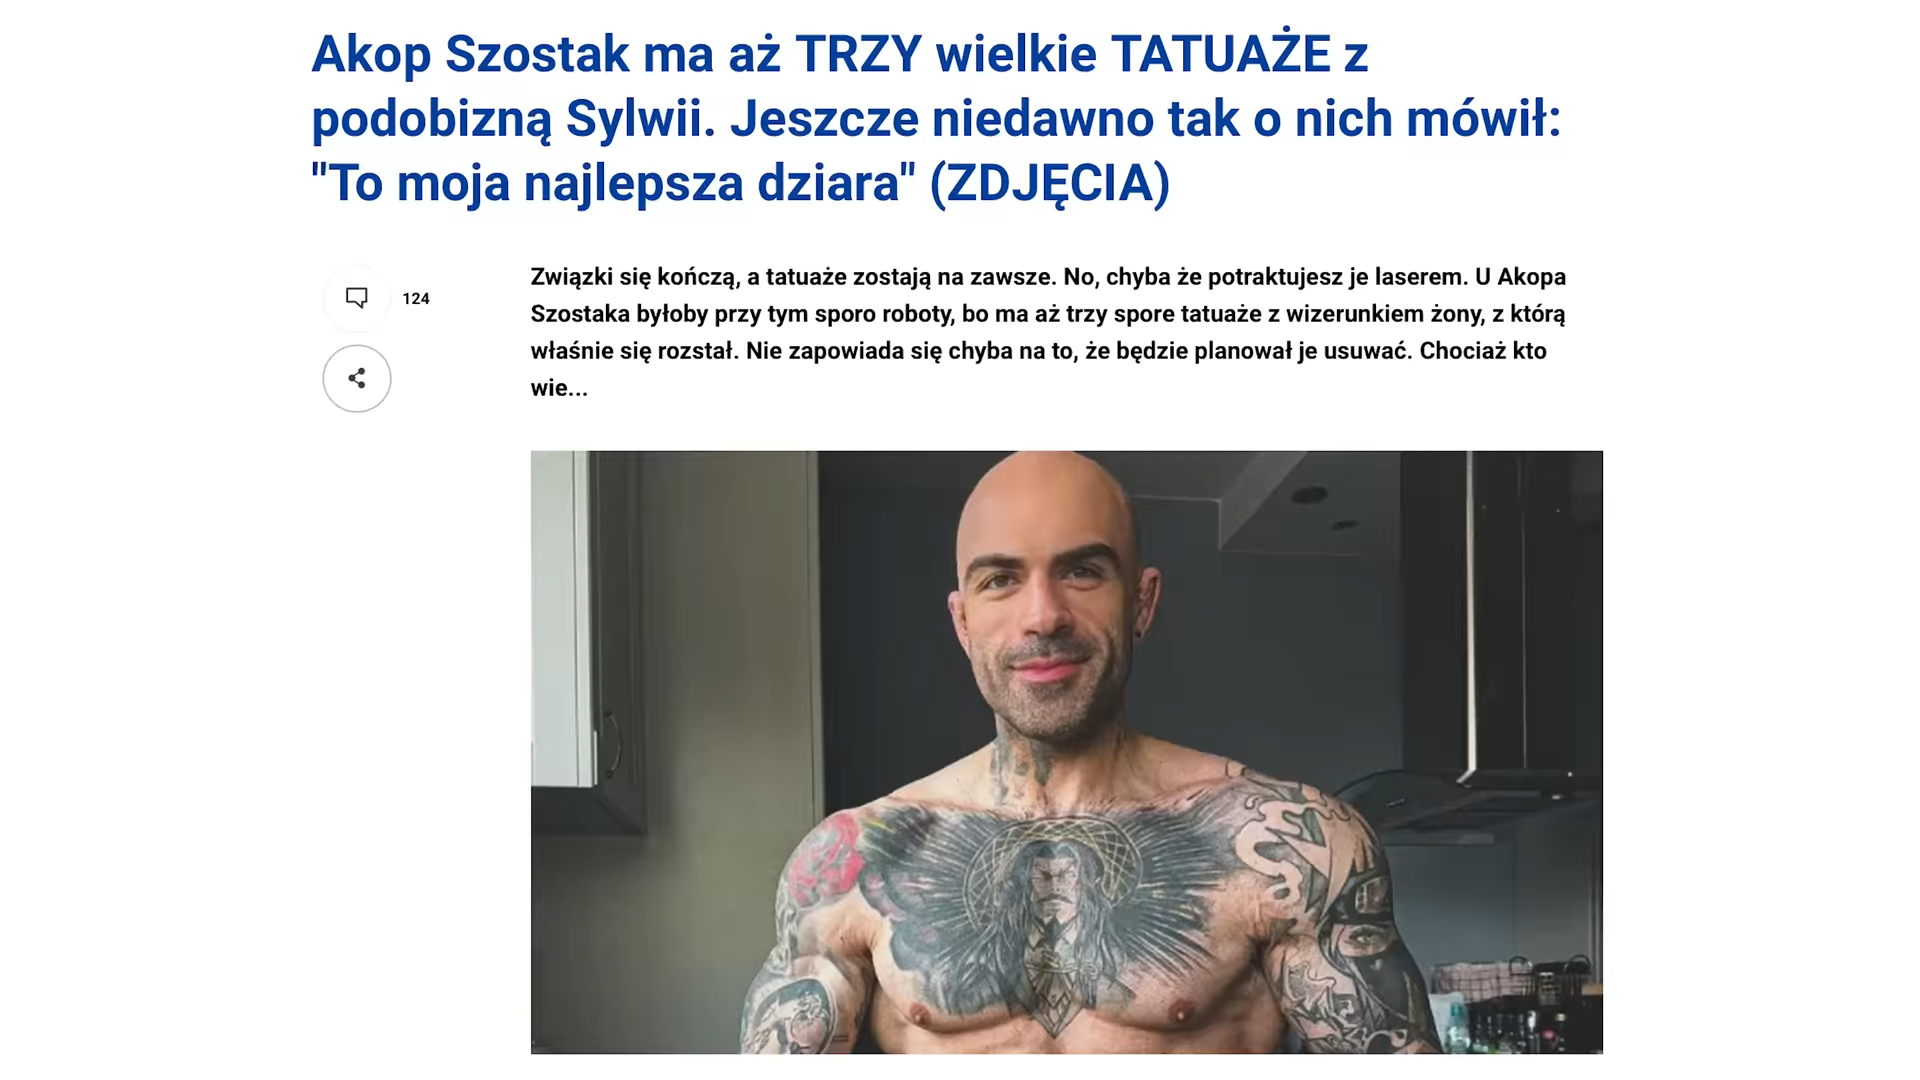 Akop Szostak ma aż TRZY wielkie TATUAŻE z
podobizną Sylwii. Jeszcze niedawno tak o nich mówił:
"To moja najlepsza dziara" (ZDJĘCIA)
124
Związki się kończą, a tatuaże zostają na zawsze. No, chyba że potraktujesz je laserem. U Akopa
Szostaka byłoby przy tym sporo roboty, bo ma aż trzy spore tatuaże z wizerunkiem żony, z którą
właśnie się rozstał. Nie zapowiada się chyba na to, że będzie planował je usuwać. Chociaż kto
wie...